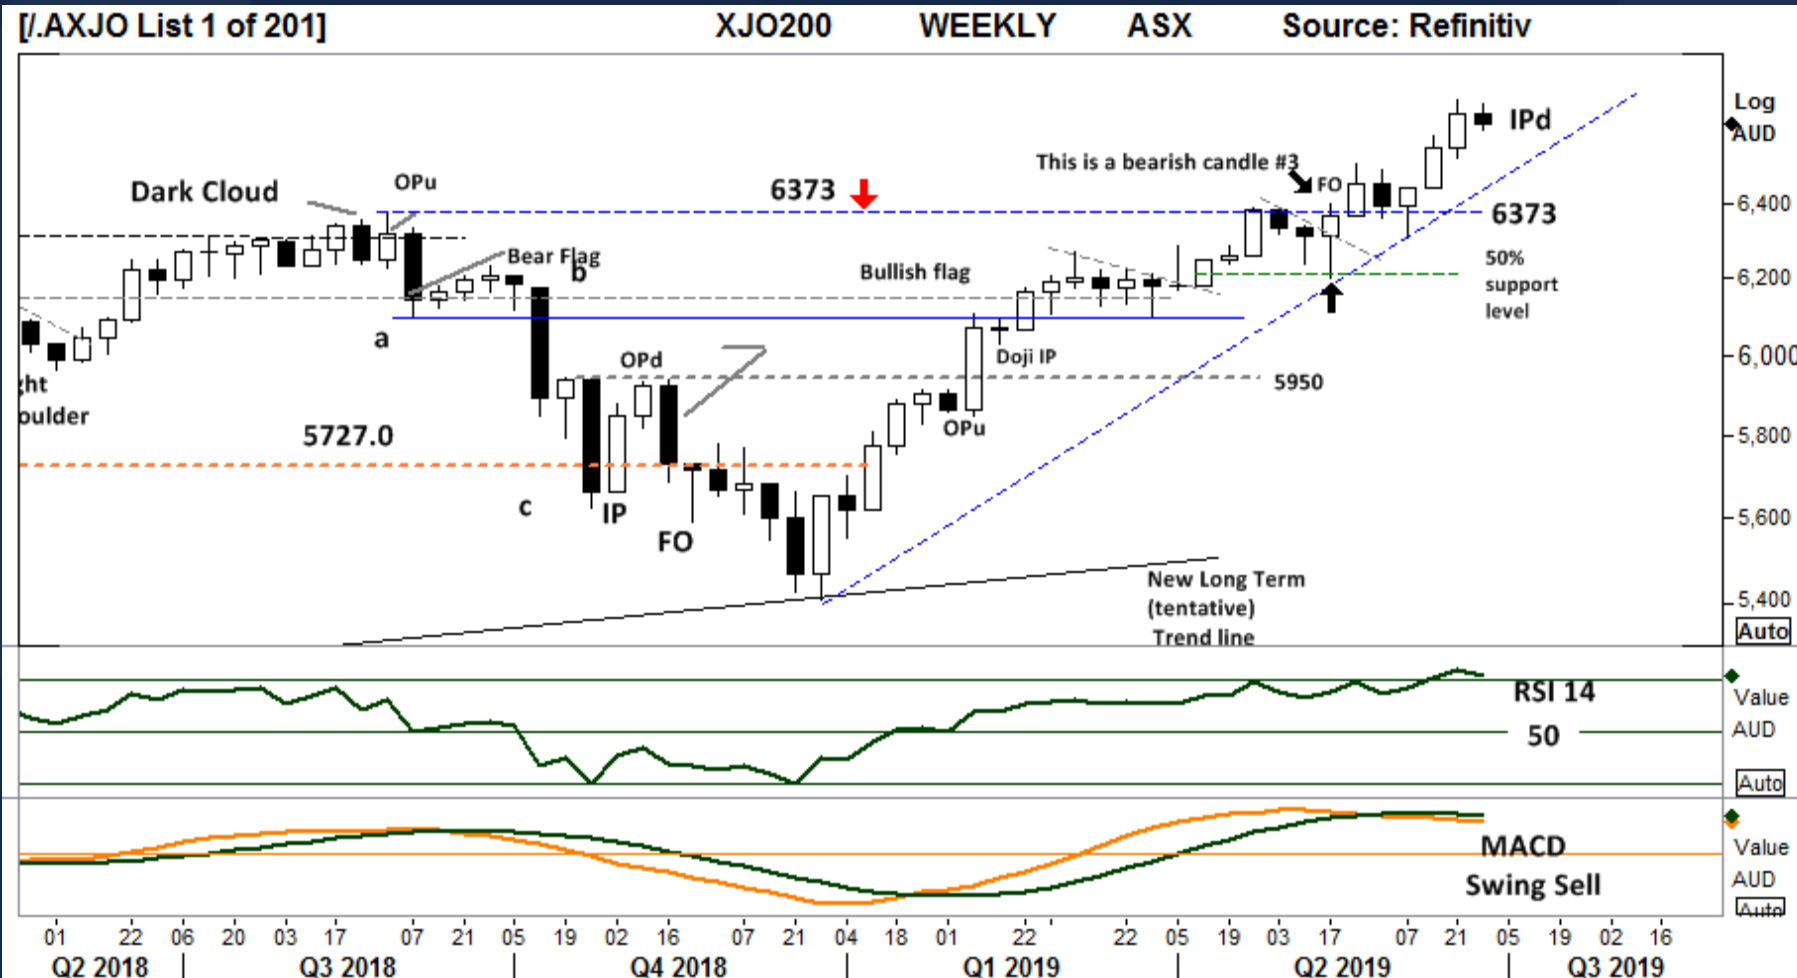 [/.AXJO List 1 of 201] XJO200 WEEKLY ASX Source: Refinitiv
Log
AUD
IPd
This is a bearish candle #3
FO
Dark Cloud
OPu
6373
6373
6,400
Bear Flag
b
Bullish flag
50%
support
level
6,200
a
OPd
Doji IP
6,000
5950
ght
oulder
5727.0
OPu
5,800
c
IP
FO
5,600
New Long Term
(tentative)
Trend line
5,400
Auto
RSI 14
50
Value
AUD
Auto
MACD
Swing Sell
Value
AUD
Auto
01 22 06 20 03 17 07 21 05 19 02 16 07 21 04 18 01 22 22 05 19 03 17 07 21 05 19 02 16
Q2 2018 Q3 2018 Q4 2018 Q1 2019 Q2 2019 Q3 2019